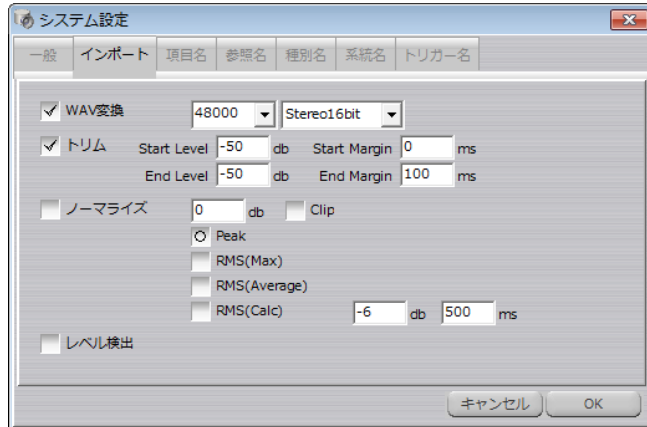 システム設定
一般 インポート 項目名 参照名 種別名 系統名 トリガー名
WAV変換 48000 Stereo16bit
トリム Start Level -50 db Start Margin 0 ms
End Level -50 db End Margin 100 ms
ノーマライズ 0 db Clip
Peak
RMS(Max)
RMS(Average)
RMS(Calc) -6 db 500 ms
レベル検出
キャンセル OK